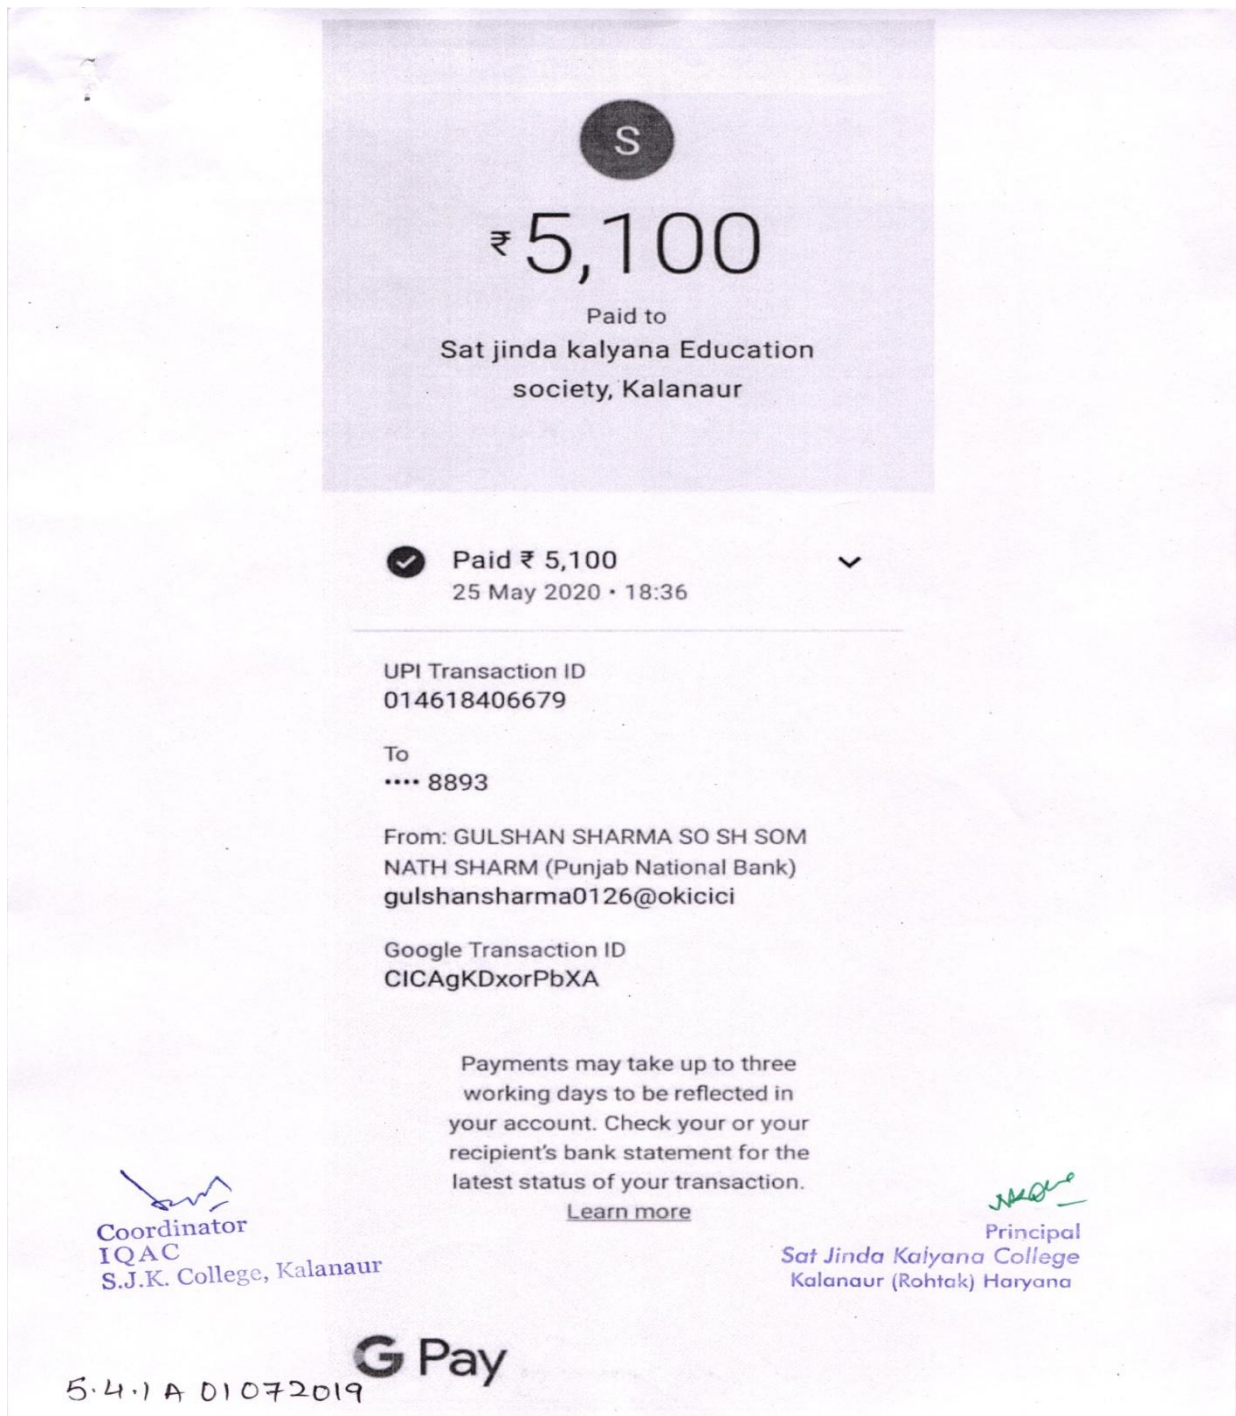 S
₹5,100
Paid to
Sat jinda kalyana Education
society, Kalanaur
Paid ₹ 5,100
25 May 2020 • 18:36
UPI Transaction ID
014618406679
To
•••• 8893
From: GULSHAN SHARMA SO SH SOM
NATH SHARM (Punjab National Bank)
gulshansharma0126@okicici
Google Transaction ID
CICAgKDxorPbXA
Payments may take up to three
working days to be reflected in
your account. Check your or your
recipient's bank statement for the
latest status of your transaction.
Learn more
Coordinator
IQAC
S.J.K. College, Kalanaur
Principal
Sat Jinda Kalyana College
Kalanaur (Rohtak) Haryana
G Pay
5.4.1 A 01072019